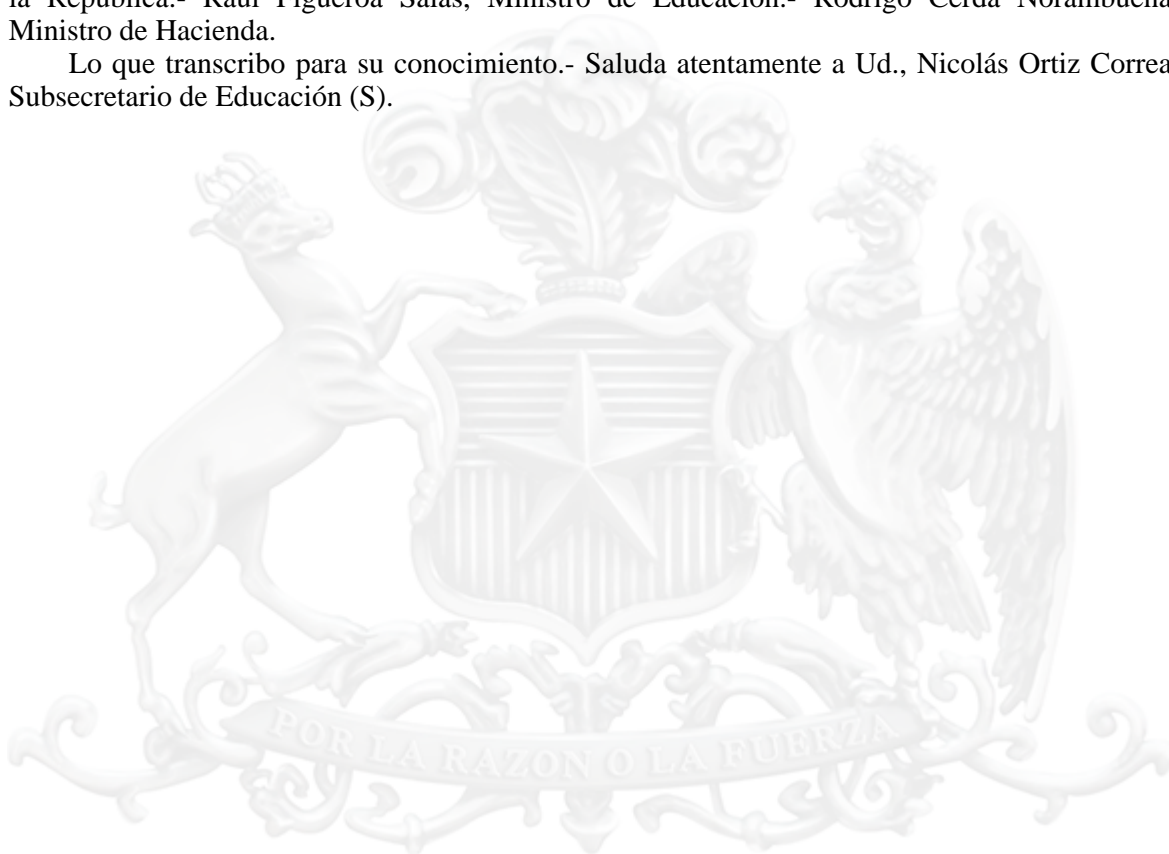 la República.- Raúl Figueroa Salas, Ministro de Educación.- Rodrigo Cerda Norambuena
Ministro de Hacienda.
Lo que transcribo para su conocimiento.- Saluda atentamente a Ud., Nicolás Ortiz Correa
Subsecretario de Educación (S).
POR LA RAZON O LA FUERZA